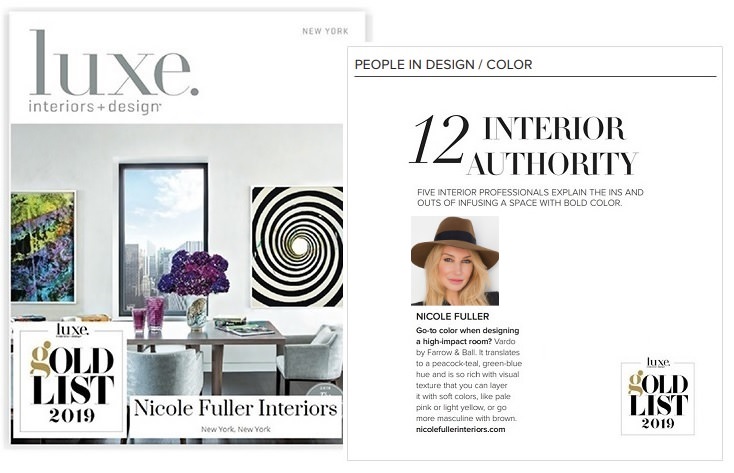 NEW YORK
luxe.
interiors+design
luxe.
gOLD
LIST
2019
Nicole Fuller Interiors
New York, New York
PEOPLE IN DESIGN / COLOR
12 INTERIOR
AUTHORITY
FIVE INTERIOR PROFESSIONALS EXPLAIN THE INS AND
OUTS OF INFUSING A SPACE WITH BOLD COLOR.
NICOLE FULLER
Go-to color when designing
a high-impact room? Vardo
by Farrow & Ball. It translates
to a peacock-teal, green-blue
hue and is so rich with visual
texture that you can layer
it with soft colors, like pale
pink or light yellow, or go
more masculine with brown.
nicolefullerinteriors.com
luxe.
gOLD
LIST
2019